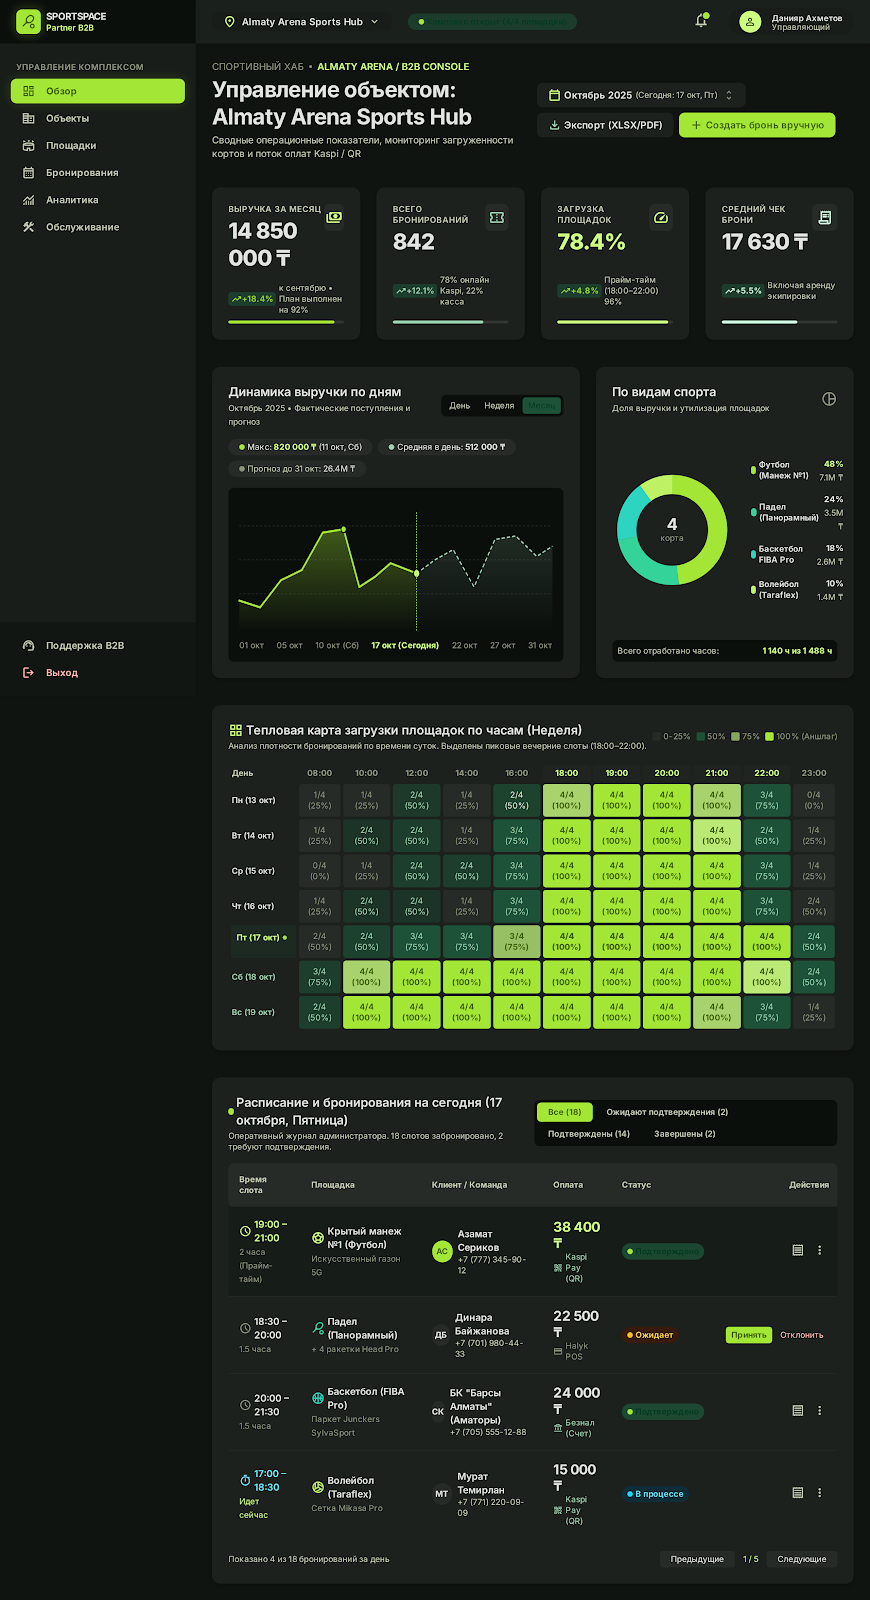 SPORTSPACE
Partner B2B
Almaty Arena Sports Hub
Данияр Ахметов
Управляющий
УПРАВЛЕНИЕ КОМПЛЕКСОМ
Обзор
Объекты
Площадки
Бронирования
Аналитика
Обслуживание
Поддержка B2B
Выход
СПОРТИВНЫЙ ХАБ • ALMATY ARENA / B2B CONSOLE
Управление объектом:
Almaty Arena Sports Hub
Сводные операционные показатели, мониторинг загруженности
кортов и поток оплат Kaspi / QR
Октябрь 2025 (Сегодня: 17 окт, Пт)
Экспорт (XLSX/PDF)
Создать бронь вручную
ВЫРУЧКА ЗА МЕСЯЦ
14 850
000 ₸
+18.4%
к сентябрю •
План выполнен
на 92%
ВСЕГО
БРОНИРОВАНИЙ
842
+12.1%
78% онлайн
Kaspi, 22%
касса
ЗАГРУЗКА
ПЛОЩАДОК
78.4%
+4.8%
Прайм-тайм
(18:00–22:00)
96%
СРЕДНИЙ ЧЕК
БРОНИ
17 630 ₸
+5.5%
Включая аренду
экипировки
Динамика выручки по дням
Октябрь 2025 • Фактические поступления и
прогноз
День
Неделя
Месяц
Макс: 820 000 ₸ (11 окт, Сб)
Средняя в день: 512 000 ₸
Прогноз до 31 окт: 26.4M ₸
01 окт
05 окт
10 окт (Сб)
17 окт (Сегодня)
22 окт
27 окт
31 окт
По видам спорта
Доля выручки и утилизация площадок
4
корта
Футбол
(Манеж №1)
48%
7.1M ₸
Падел
(Панорамный)
24%
3.5M
₸
Баскетбол
FIBA Pro
18%
2.6M ₸
Волейбол
(Taraflex)
10%
1.4M ₸
Всего отработано часов:
1 140 ч из 1 488 ч
Тепловая карта загрузки площадок по часам (Неделя)
Анализ плотности бронирований по времени суток. Выделены пиковые вечерние слоты (18:00–22:00).
0-25% 50% 75% 100% (Аншлаг)
День 08:00 10:00 12:00 14:00 16:00 18:00 19:00 20:00 21:00 22:00 23:00
Пн (13 окт) 1/4 (25%) 1/4 (25%) 2/4 (50%) 1/4 (25%) 2/4 (50%) 4/4 (100%) 4/4 (100%) 4/4 (100%) 4/4 (100%) 3/4 (75%) 0/4 (0%)
Вт (14 окт) 1/4 (25%) 2/4 (50%) 2/4 (50%) 1/4 (25%) 3/4 (75%) 4/4 (100%) 4/4 (100%) 4/4 (100%) 4/4 (100%) 2/4 (50%) 1/4 (25%)
Ср (15 окт) 0/4 (0%) 1/4 (25%) 2/4 (50%) 2/4 (50%) 3/4 (75%) 4/4 (100%) 4/4 (100%) 4/4 (100%) 4/4 (100%) 3/4 (75%) 1/4 (25%)
Чт (16 окт) 1/4 (25%) 2/4 (50%) 2/4 (50%) 1/4 (25%) 3/4 (75%) 4/4 (100%) 4/4 (100%) 4/4 (100%) 4/4 (100%) 3/4 (75%) 2/4 (50%)
Пт (17 окт) 2/4 (50%) 2/4 (50%) 3/4 (75%) 3/4 (75%) 3/4 (75%) 4/4 (100%) 4/4 (100%) 4/4 (100%) 4/4 (100%) 4/4 (100%) 2/4 (50%)
Сб (18 окт) 3/4 (75%) 4/4 (100%) 4/4 (100%) 4/4 (100%) 4/4 (100%) 4/4 (100%) 4/4 (100%) 4/4 (100%) 4/4 (100%) 4/4 (100%) 2/4 (50%)
Вс (19 окт) 2/4 (50%) 4/4 (100%) 4/4 (100%) 4/4 (100%) 4/4 (100%) 4/4 (100%) 4/4 (100%) 4/4 (100%) 4/4 (100%) 3/4 (75%) 1/4 (25%)
Расписание и бронирования на сегодня (17
октября, Пятница)
Оперативный журнал администратора. 18 слотов забронировано, 2
требуют подтверждения.
Все (18)
Ожидают подтверждения (2)
Подтверждены (14)
Завершены (2)
Время
слота
Площадка
Клиент / Команда
Оплата
Статус
Действия
19:00 –
21:00
2 часа
(Прайм-
тайм)
Крытый манеж
№1 (Футбол)
Искусственный газон
5G
АС
Азамат
Сериков
+7 (777) 345-90-
12
38 400
₸
Kaspi
Pay
(QR)
Подтверждено
18:30 –
20:00
1.5 часа
Падел
(Панорамный)
+ 4 ракетки Head Pro
ДБ
Динара
Байжанова
+7 (701) 980-44-
33
22 500
₸
Halyk
POS
Ожидает
Принять
Отклонить
20:00 –
21:30
1.5 часа
Баскетбол (FIBA
Pro)
Паркет Junckers
SylvaSport
СК
БК "Барсы
Алматы"
(Аматоры)
+7 (705) 555-12-88
24 000
₸
Безнал
(Счет)
Подтверждено
17:00 –
18:30
Идет
сейчас
Волейбол
(Taraflex)
Сетка Mikasa Pro
МТ
Мурат
Темирлан
+7 (771) 220-09-
09
15 000
₸
Kaspi
Pay
(QR)
В процессе
Показано 4 из 18 бронирований за день
Предыдущие
1 / 5
Следующие